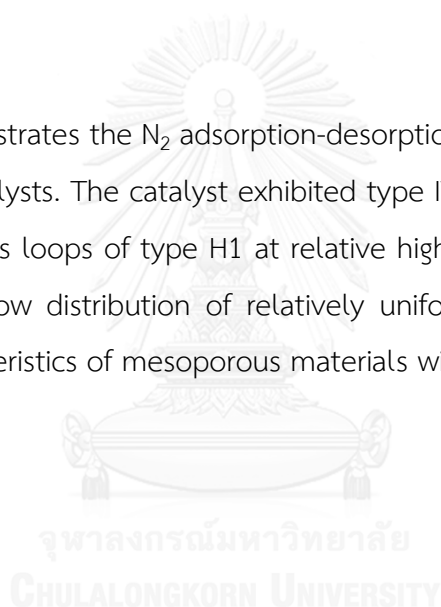 strates the N₂ adsorption-desorptio
lysts. The catalyst exhibited type I
s loops of type H1 at relative high
ow distribution of relatively unifo
eristics of mesoporous materials wi
จุฬาลงกรณ์มหาวิทยาลัย
CHULALONGKORN UNIVERSITY